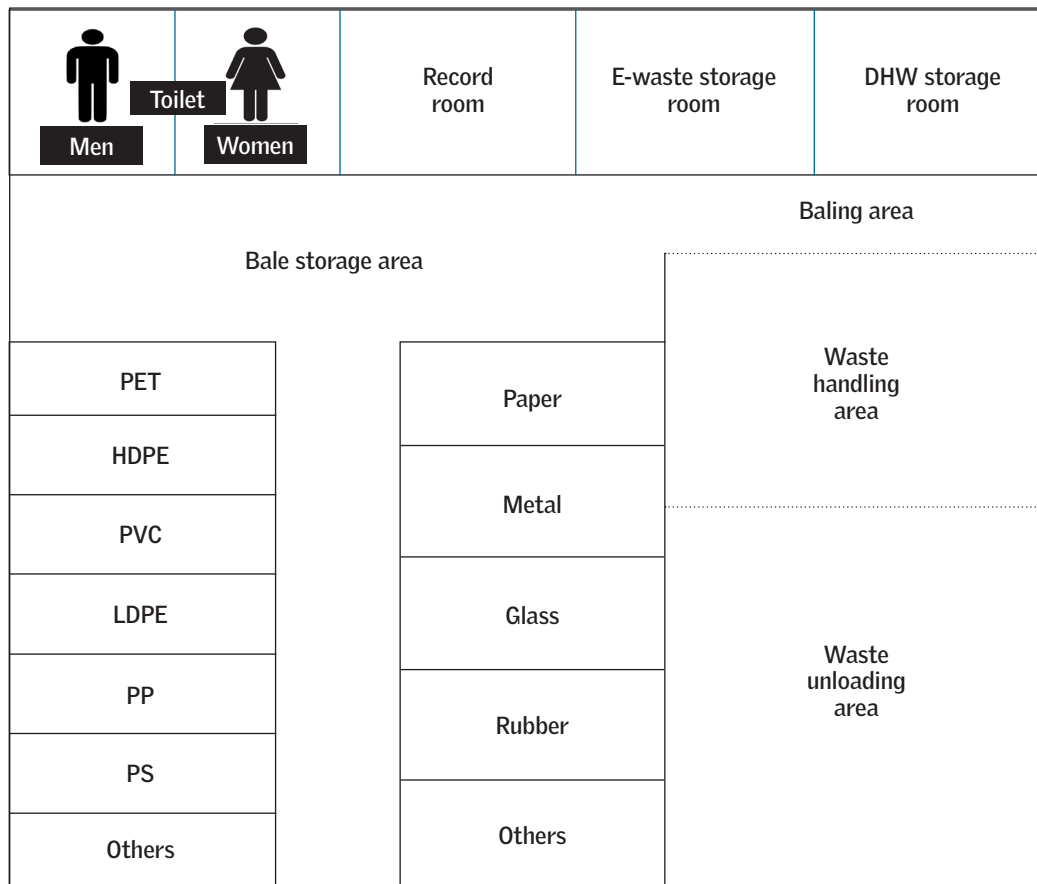 Toilet
Men
Women
Record
room
E-waste storage
room
DHW storage
room
Baling area
Bale storage area
PET
HDPE
PVC
LDPE
PP
PS
Others
Paper
Metal
Glass
Rubber
Others
Waste
handling
area
Waste
unloading
area